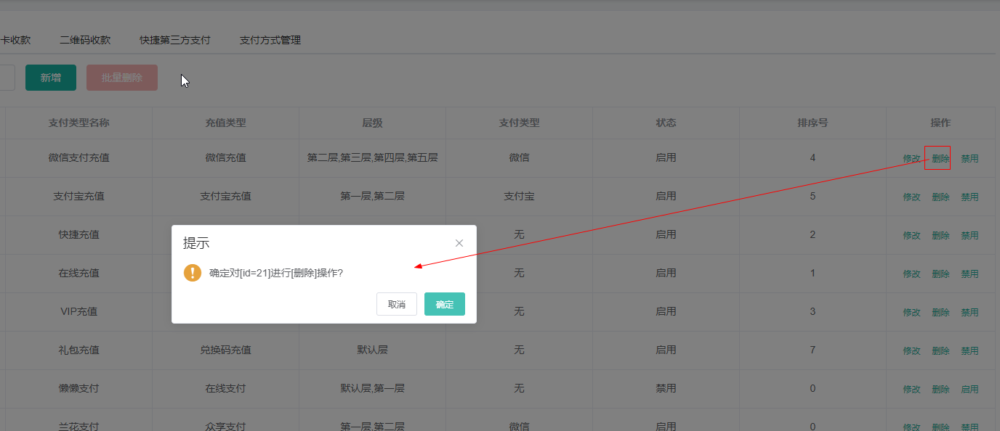 卡收款 二维码收款 快捷第三方支付 支付方式管理
新增 批量删除
支付类型名称 充值类型 层级 支付类型 状态 排序号 操作
微信支付充值 微信充值 第二层,第三层,第四层,第五层 微信 启用 4 修改 删除 禁用
支付宝充值 支付宝充值 第一层,第二层 支付宝 启用 5 修改 删除 禁用
快捷充值 无 启用 2 修改 删除 禁用
在线充值 无 启用 1 修改 删除 禁用
VIP充值 无 启用 3 修改 删除 禁用
提示
确定对[id=21]进行[删除]操作?
取消 确定
礼包充值 兑换码充值 默认层 无 启用 7 修改 删除 禁用
懒懒支付 在线支付 默认层,第一层 无 禁用 0 修改 删除 启用
兰花支付 众享支付 第一层,第二层 微信 启用 0 修改 删除 禁用